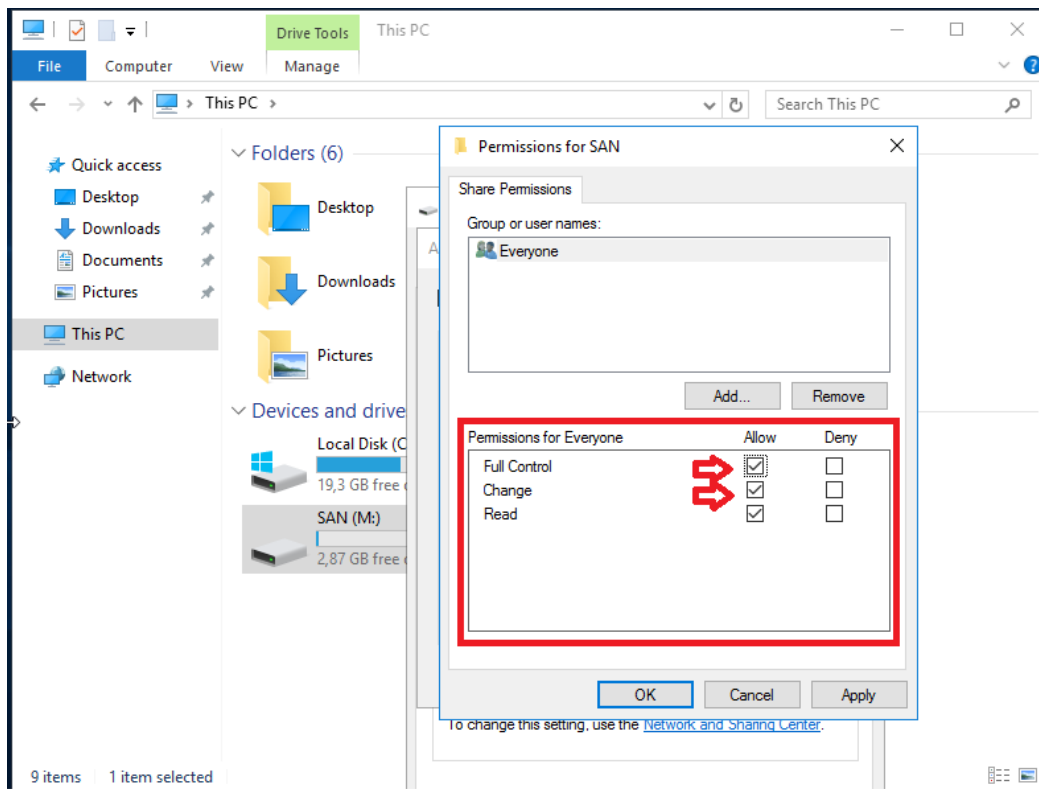 Drive Tools
This PC
File
Computer
View
Manage
This PC
Search This PC
Quick access
Desktop
Downloads
Documents
Pictures
This PC
Network
Folders (6)
Desktop
Downloads
Pictures
Devices and drive
Local Disk (C
19,3 GB free
SAN (M:)
2,87 GB free
Permissions for SAN
Share Permissions
Group or user names:
Everyone
Add...
Remove
Permissions for Everyone Allow Deny
Full Control
Change
Read
OK
Cancel
Apply
To change this setting, use the Network and Sharing Center.
9 items
1 item selected